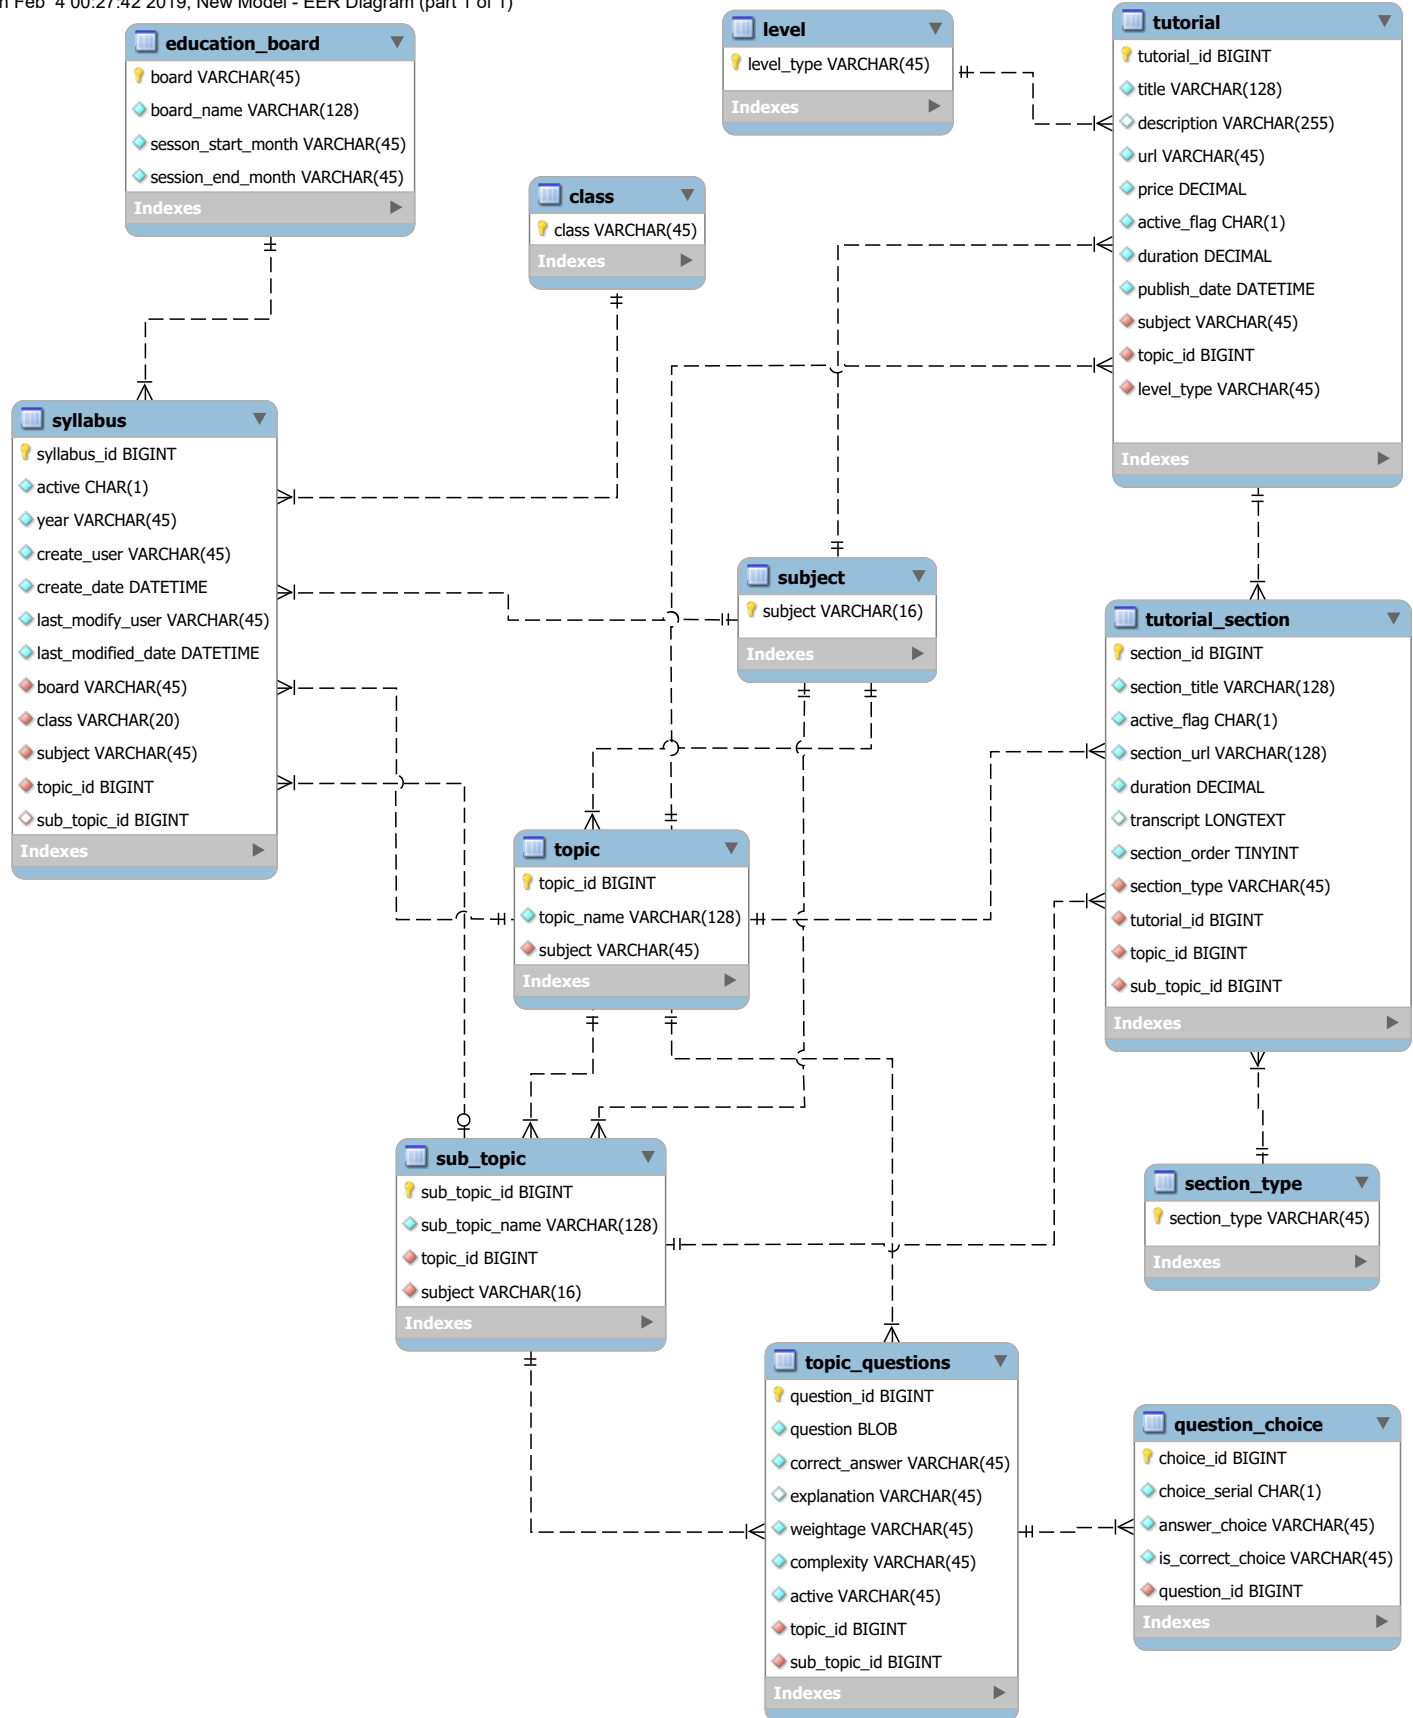 Feb 4 00:27:42 2019, New Model - EER Diagram (part 1 of 1)
education_board
board VARCHAR(45)
board_name VARCHAR(128)
sesson_start_month VARCHAR(45)
session_end_month VARCHAR(45)
Indexes
level
level_type VARCHAR(45)
Indexes
tutorial
tutorial_id BIGINT
title VARCHAR(128)
description VARCHAR(255)
url VARCHAR(45)
price DECIMAL
active_flag CHAR(1)
duration DECIMAL
publish_date DATETIME
subject VARCHAR(45)
topic_id BIGINT
level_type VARCHAR(45)
Indexes
class
class VARCHAR(45)
Indexes
syllabus
syllabus_id BIGINT
active CHAR(1)
year VARCHAR(45)
create_user VARCHAR(45)
create_date DATETIME
last_modify_user VARCHAR(45)
last_modified_date DATETIME
board VARCHAR(45)
class VARCHAR(20)
subject VARCHAR(45)
topic_id BIGINT
sub_topic_id BIGINT
Indexes
subject
subject VARCHAR(16)
Indexes
tutorial_section
section_id BIGINT
section_title VARCHAR(128)
active_flag CHAR(1)
section_url VARCHAR(128)
duration DECIMAL
transcript LONGTEXT
section_order TINYINT
section_type VARCHAR(45)
tutorial_id BIGINT
topic_id BIGINT
sub_topic_id BIGINT
Indexes
topic
topic_id BIGINT
topic_name VARCHAR(128)
subject VARCHAR(45)
Indexes
sub_topic
sub_topic_id BIGINT
sub_topic_name VARCHAR(128)
topic_id BIGINT
subject VARCHAR(16)
Indexes
section_type
section_type VARCHAR(45)
Indexes
topic_questions
question_id BIGINT
question BLOB
correct_answer VARCHAR(45)
explanation VARCHAR(45)
weightage VARCHAR(45)
complexity VARCHAR(45)
active VARCHAR(45)
topic_id BIGINT
sub_topic_id BIGINT
Indexes
question_choice
choice_id BIGINT
choice_serial CHAR(1)
answer_choice VARCHAR(45)
is_correct_choice VARCHAR(45)
question_id BIGINT
Indexes